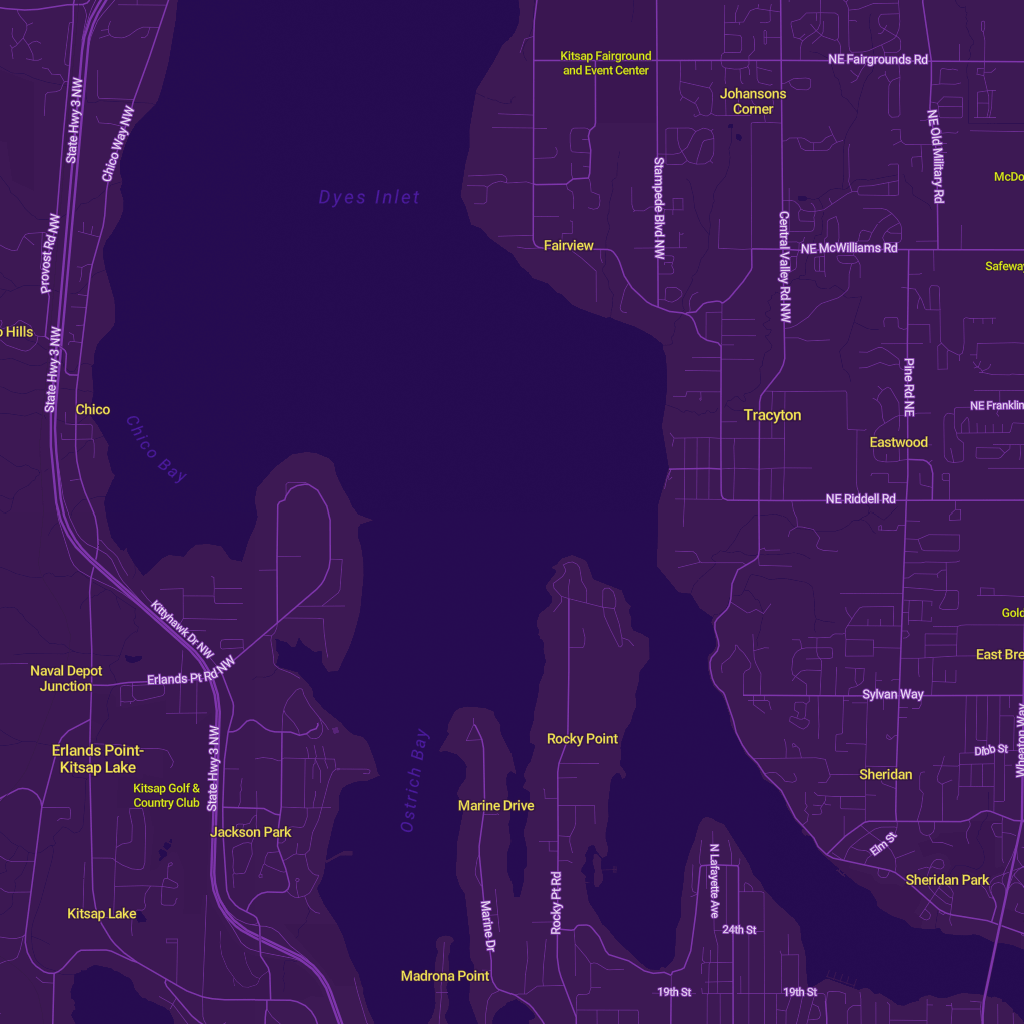 Kitsap Fairground
and Event Center
NE Fairgrounds Rd
Johansons
Corner
State Hwy 3 NW
Chico Way NW
NE Old Military Rd
Stampede Blvd NW
McDo
Dyes Inlet
Provost Rd NW
Fairview
Central Valley Rd NW
NE McWilliams Rd
Safeway
o Hills
State Hwy 3 NW
Pine Rd NE
Chico
NE Franklin
Tracyton
Chico Bay
Eastwood
NE Riddell Rd
Kittyhawk Dr NW
Gold
East Bre
Naval Depot
Junction
Erlands Pt Rd NW
Sylvan Way
Wheaton Way
State Hwy 3 NW
Ostrich Bay
Rocky Point
Dibb St
Erlands Point-
Kitsap Lake
Sheridan
Kitsap Golf &
Country Club
Marine Drive
Jackson Park
Elm St
N Lafayette Ave
Sheridan Park
Rocky Pt Rd
Kitsap Lake
Marine Dr
24th St
Madrona Point
19th St
19th St